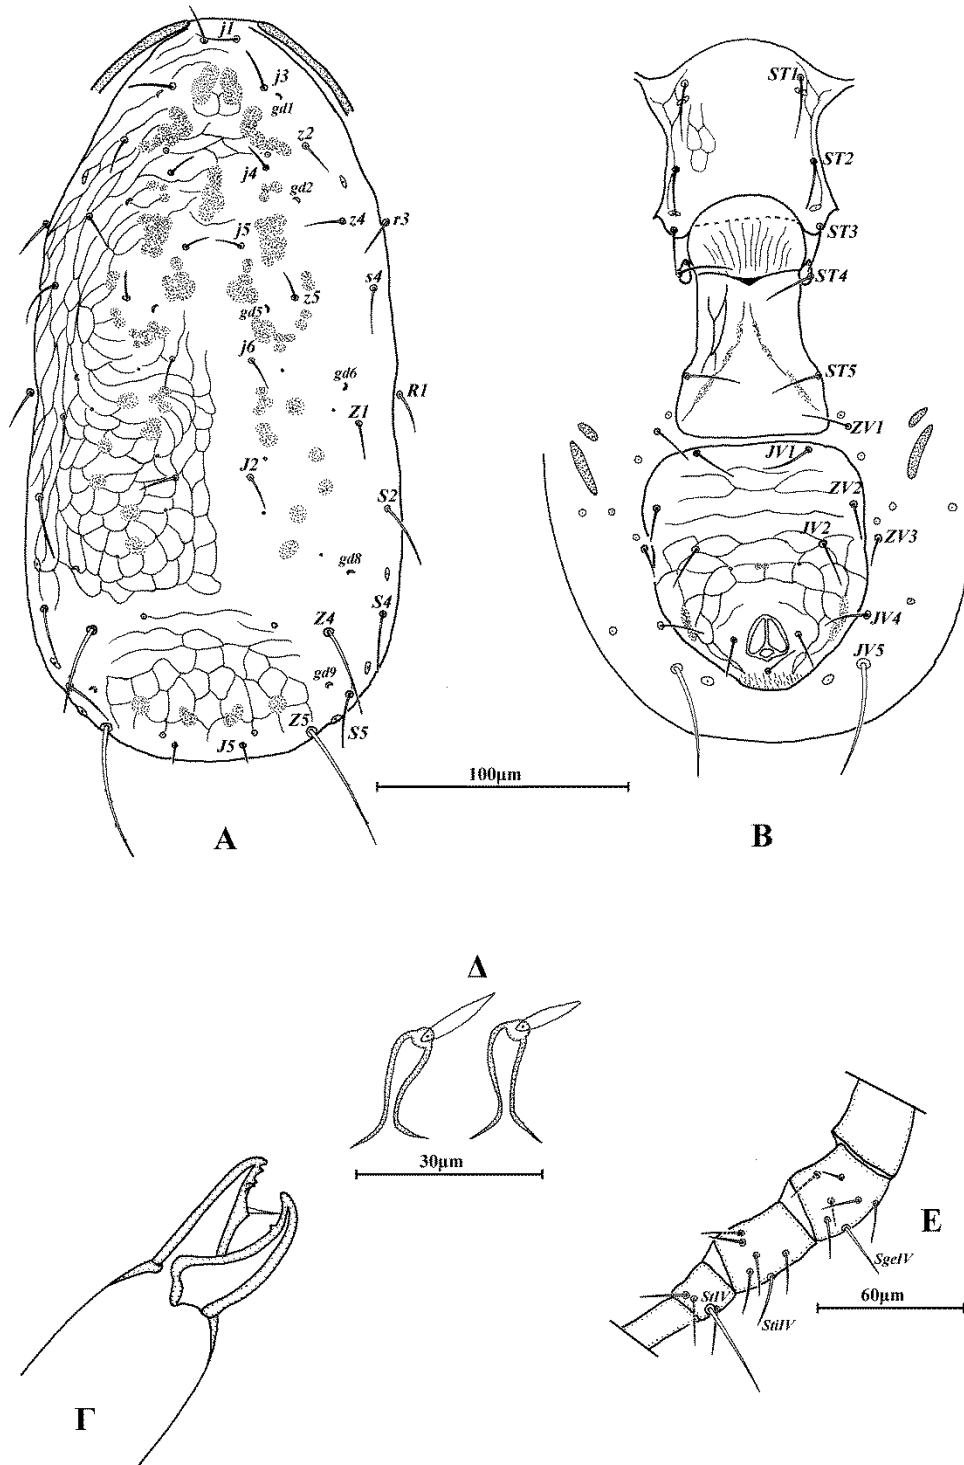 j1
j3
gd1
z2
j4
gd2
z4
r3
j5
s4
z5
gd5
j6
gd6
R1
Z1
J2
S2
gd8
S4
Z4
gd9
Z5
S5
J5
A
ST1
ST2
ST3
ST4
ST5
ZV1
JV1
ZV2
JV2
ZV3
JV4
JV5
B
100μm
Δ
30μm
Γ
E
SgeIV
StIV
StiIV
60μm